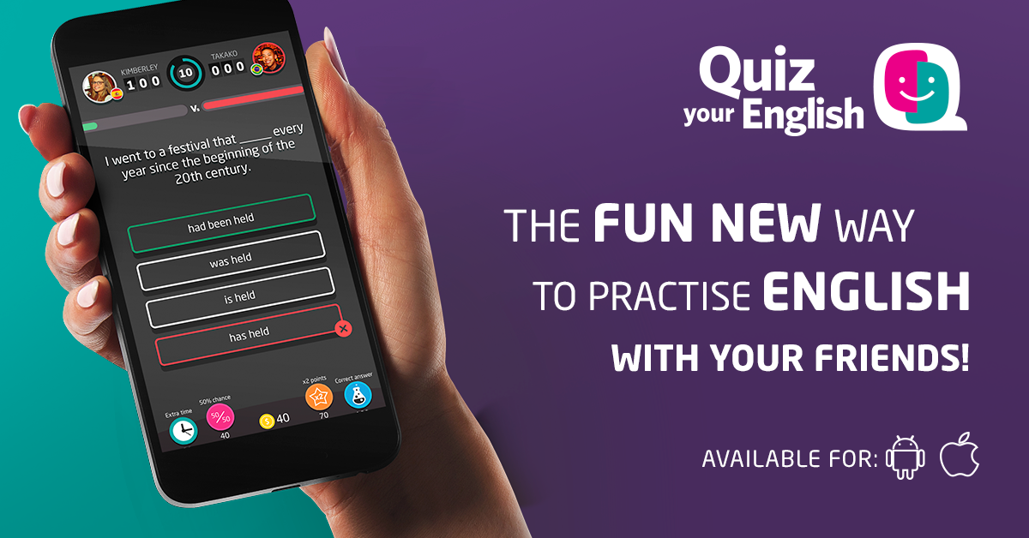 KIMBERLEY
100
10
TAKAKO
000
v.
I went to a festival that _____ every
year since the beginning of the
20th century.
had been held
was held
is held
has held
Extra time
50% chance
50/50
40
40
x2 points
x2
70
Correct answer
Quiz
your English
THE FUN NEW WAY
TO PRACTISE ENGLISH
WITH YOUR FRIENDS!
AVAILABLE FOR: